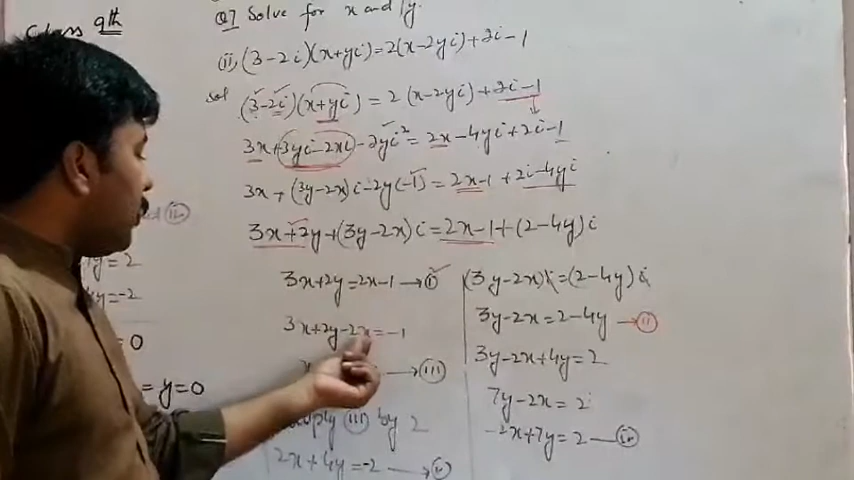 Class 9th
Q7 Solve for x and y.
(ii) (3-2i)(x+yi)=2(x-2yi)+2i-1
sol (3-2i)(x+yi) = 2(x-2yi)+2i-1
3x+3yi-2xi-2yi²=2x-4yi+2i-1
3x+(3y-2x)i-2y(-1)=2x-1+2i-4yi
3x+2y+(3y-2x)i=2x-1+(2-4y)i
3x+2y=2x-1→(i)
3x+2y-2x=-1
→(iii)
(iii) by 2
2x+4y=-2→(iv)
(3y-2x)i=(2-4y)i
3y-2x=2-4y→(ii)
3y-2x+4y=2
7y-2x=2
-2x+7y=2—(iv)
(ii)
y=2
=-2
=0
=y=0